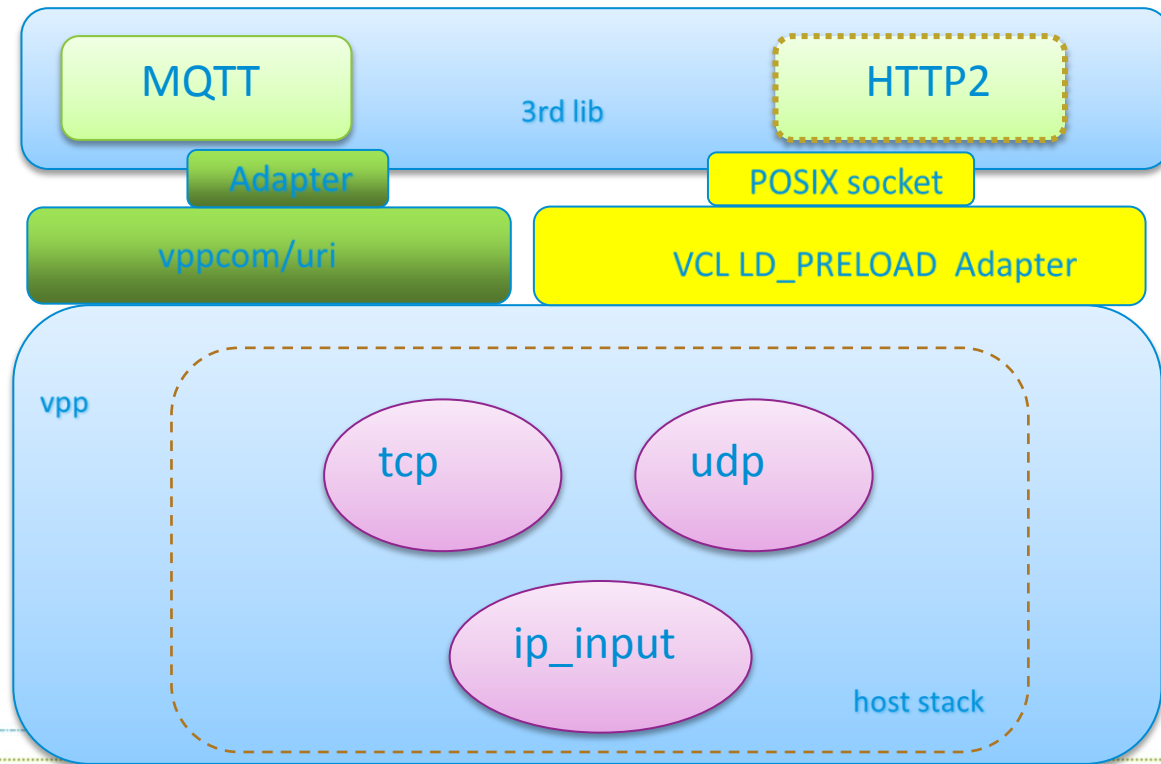 MQTT
HTTP2
3rd lib
Adapter
POSIX socket
vppcom/uri
VCL LD_PRELOAD Adapter
vpp
tcp
udp
ip_input
host stack